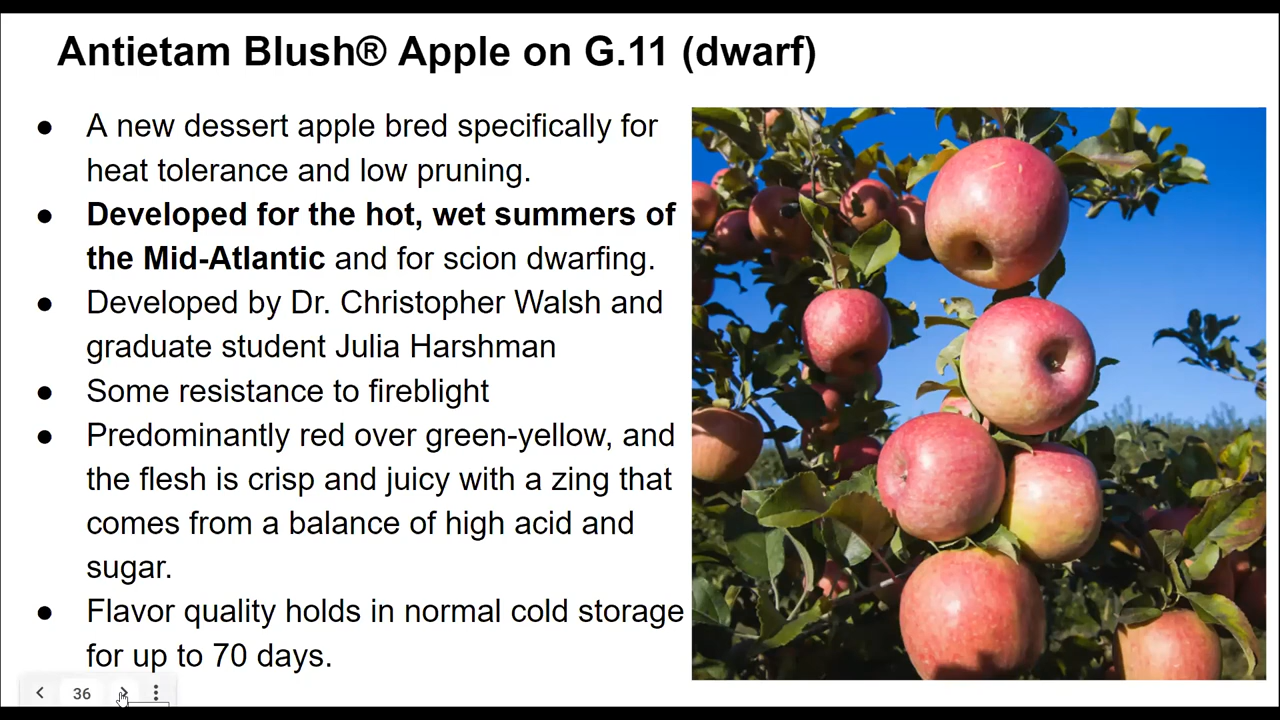 Antietam Blush® Apple on G.11 (dwarf)
● A new dessert apple bred specifically for
heat tolerance and low pruning.
● Developed for the hot, wet summers of
the Mid-Atlantic and for scion dwarfing.
● Developed by Dr. Christopher Walsh and
graduate student Julia Harshman
● Some resistance to fireblight
● Predominantly red over green-yellow, and
the flesh is crisp and juicy with a zing that
comes from a balance of high acid and
sugar.
● Flavor quality holds in normal cold storage
for up to 70 days.
36